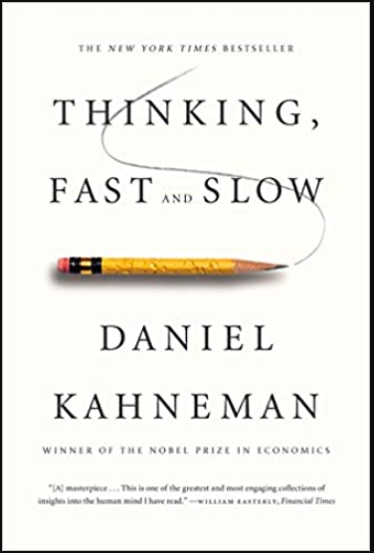 THE NEW YORK TIMES BESTSELLER
THINKING,
FAST AND SLOW
DANIEL
KAHNEMAN
WINNER OF THE NOBEL PRIZE IN ECONOMICS
"[A] masperpiece . . . This is one of the greatest and most engaging collections of
insights into the human mind I have read." —WILLIAM EASTERLY, Financial Times